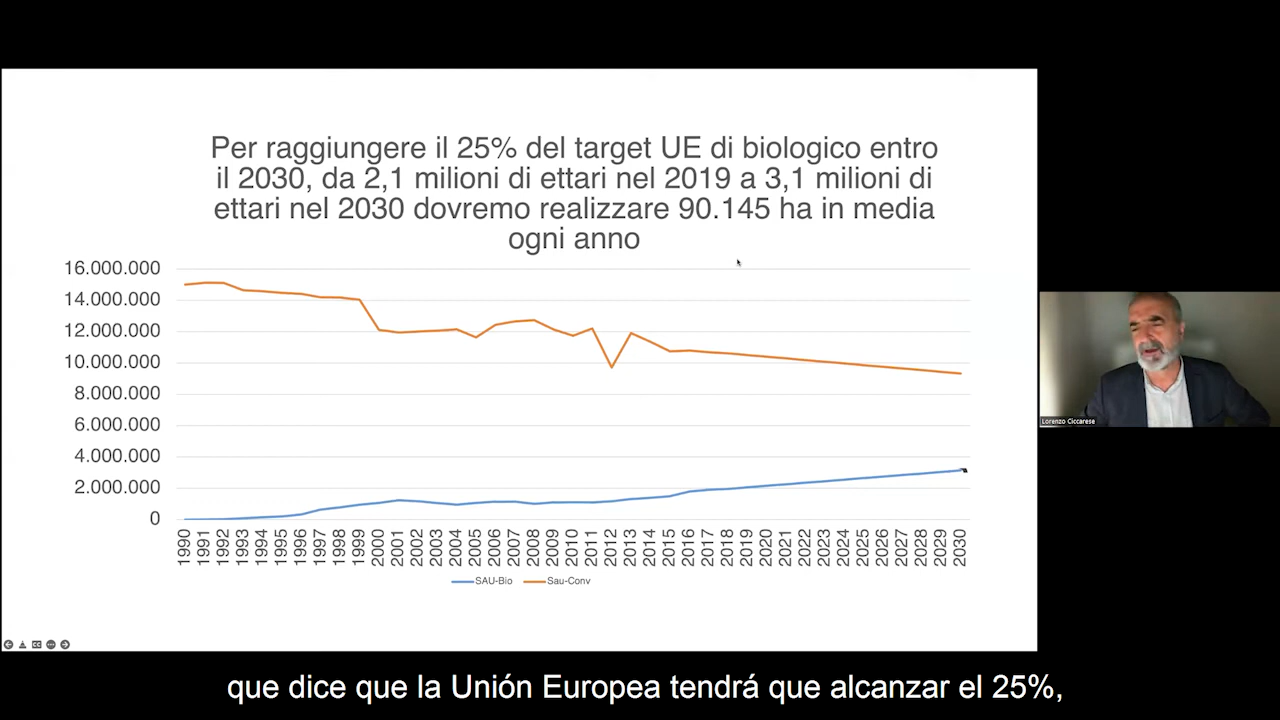 Per raggiungere il 25% del target UE di biologico entro
il 2030, da 2,1 milioni di ettari nel 2019 a 3,1 milioni di
ettari nel 2030 dovremo realizzare 90.145 ha in media
ogni anno
16.000.000
14.000.000
12.000.000
10.000.000
8.000.000
6.000.000
4.000.000
2.000.000
0
1990 1991 1992 1993 1994 1995 1996 1997 1998 1999 2000 2001 2002 2003 2004 2005 2006 2007 2008 2009 2010 2011 2012 2013 2014 2015 2016 2017 2018 2019 2020 2021 2022 2023 2024 2025 2026 2027 2028 2029 2030
SAU-Bio Sau-Conv
Lorenzo Ciccarese
que dice que la Unión Europea tendrá que alcanzar el 25%,